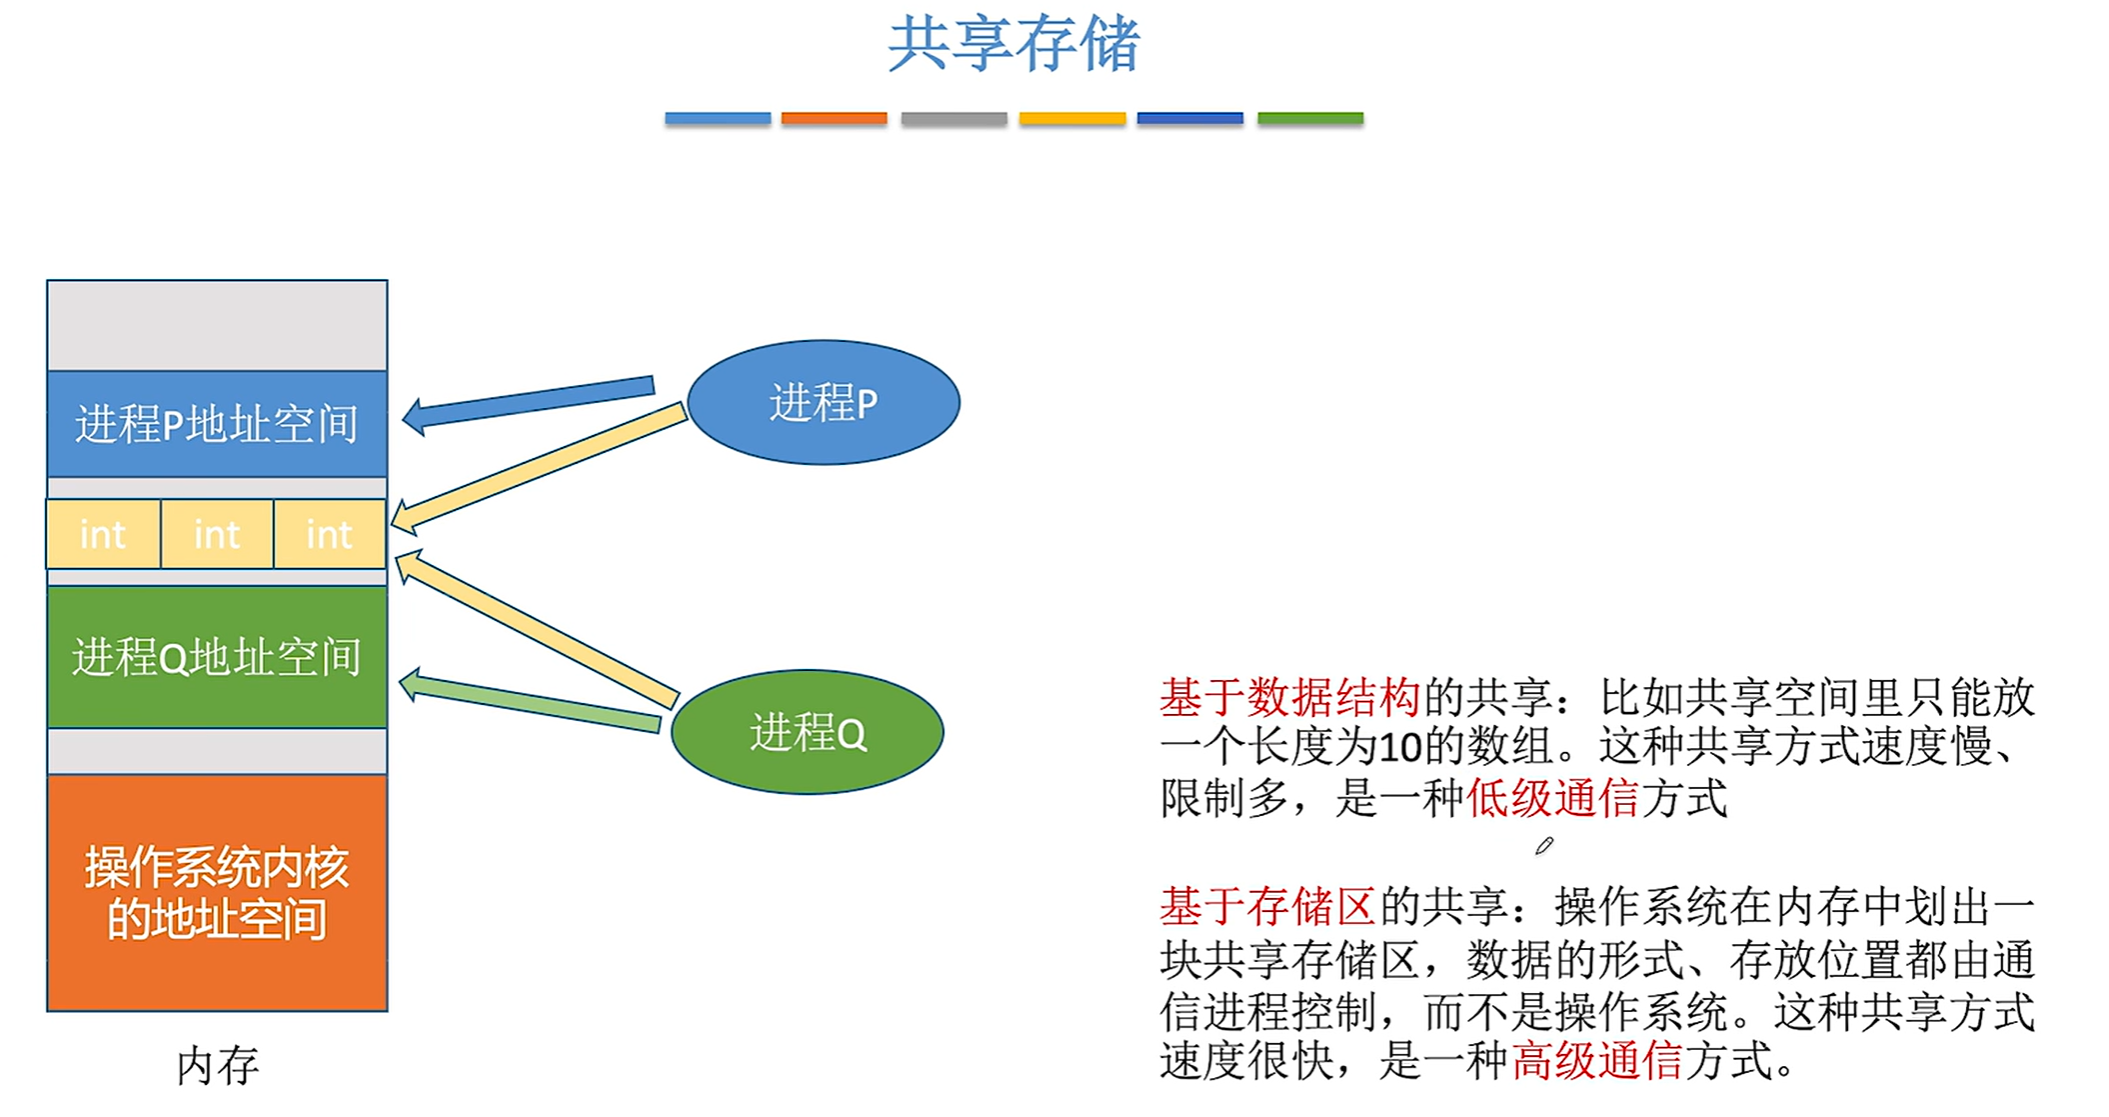 共享存储
进程P地址空间
进程P
int int int
进程Q地址空间
进程Q
操作系统内核
的地址空间
内存
基于数据结构的共享：比如共享空间里只能放
一个长度为10的数组。这种共享方式速度慢、
限制多，是一种低级通信方式
基于存储区的共享：操作系统在内存中划出一
块共享存储区，数据的形式、存放位置都由通
信进程控制，而不是操作系统。这种共享方式
速度很快，是一种高级通信方式。